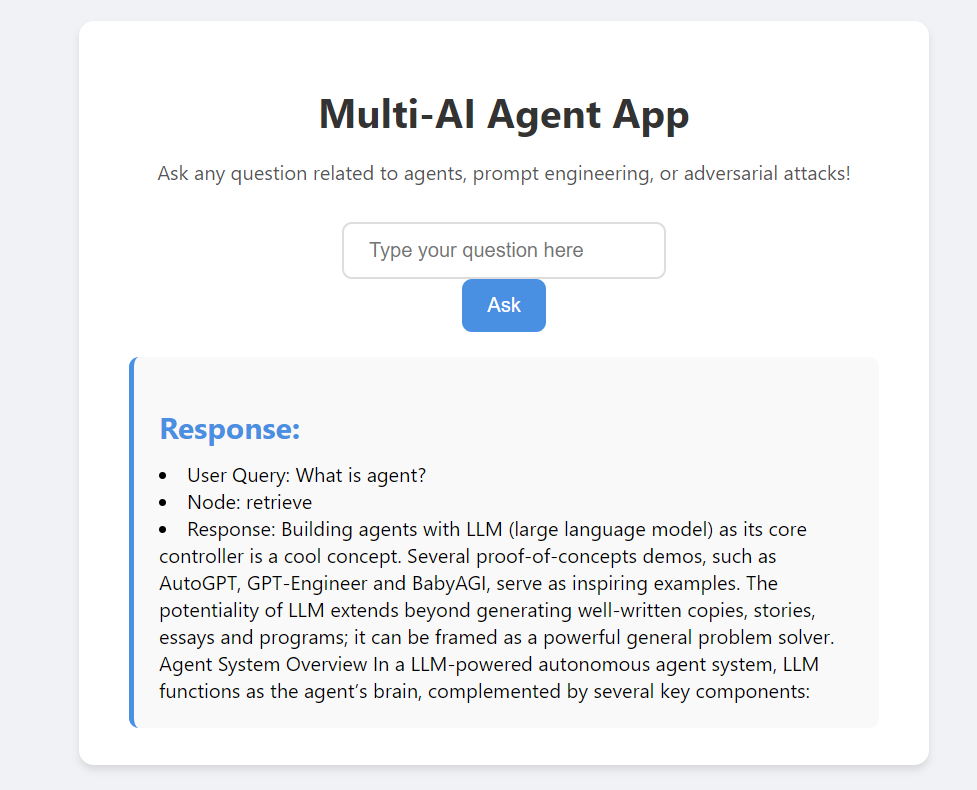 Multi-AI Agent App
Ask any question related to agents, prompt engineering, or adversarial attacks!
Type your question here
Ask
Response:
• User Query: What is agent?
• Node: retrieve
• Response: Building agents with LLM (large language model) as its core
controller is a cool concept. Several proof-of-concepts demos, such as
AutoGPT, GPT-Engineer and BabyAGI, serve as inspiring examples. The
potentiality of LLM extends beyond generating well-written copies, stories,
essays and programs; it can be framed as a powerful general problem solver.
Agent System Overview In a LLM-powered autonomous agent system, LLM
functions as the agent’s brain, complemented by several key components: